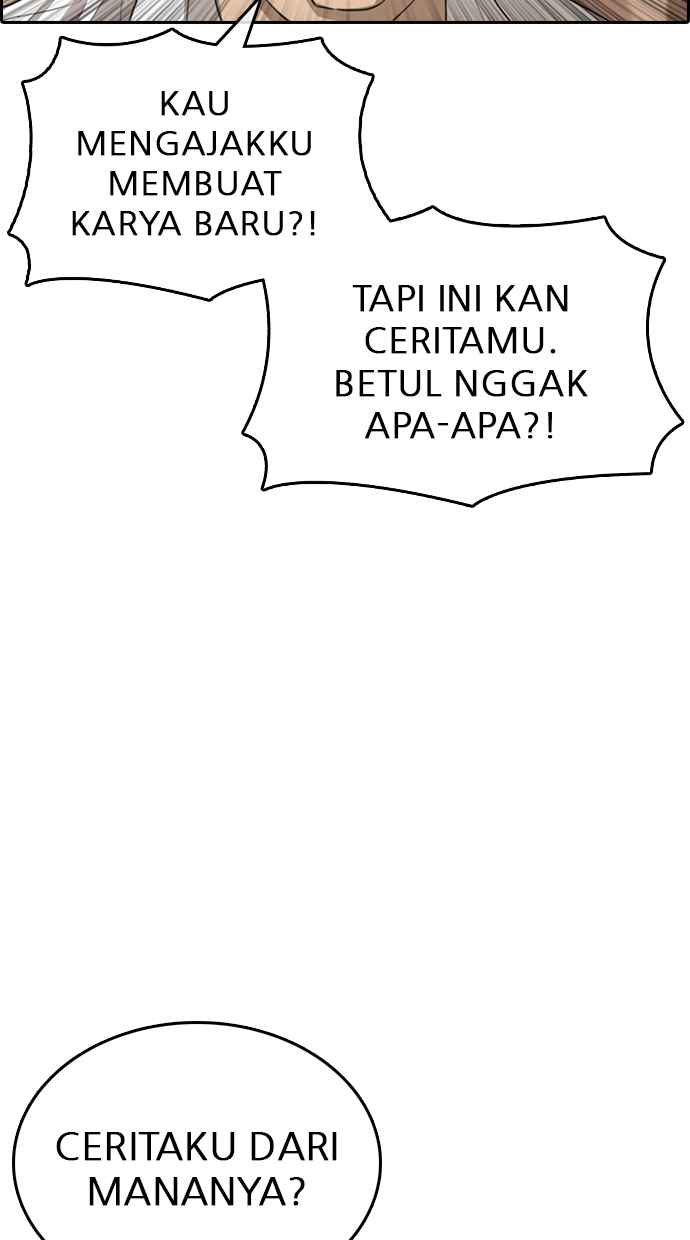 KAU
MENGAJAKKU
MEMBUAT
KARYA BARU?!
TAPI INI KAN
CERITAMU.
BETUL NGGAK
APA-APA?!
CERITAKU DARI
MANANYA?